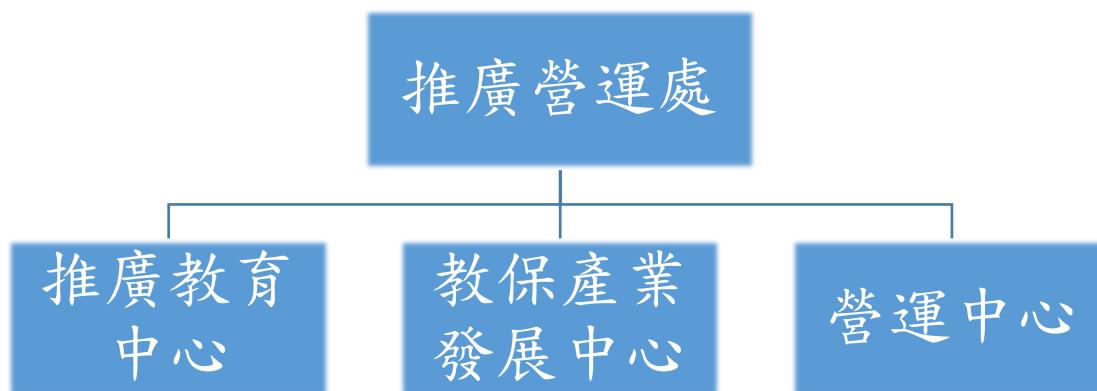 推廣營運處
推廣教育
中心
教保產業
發展中心
營運中心